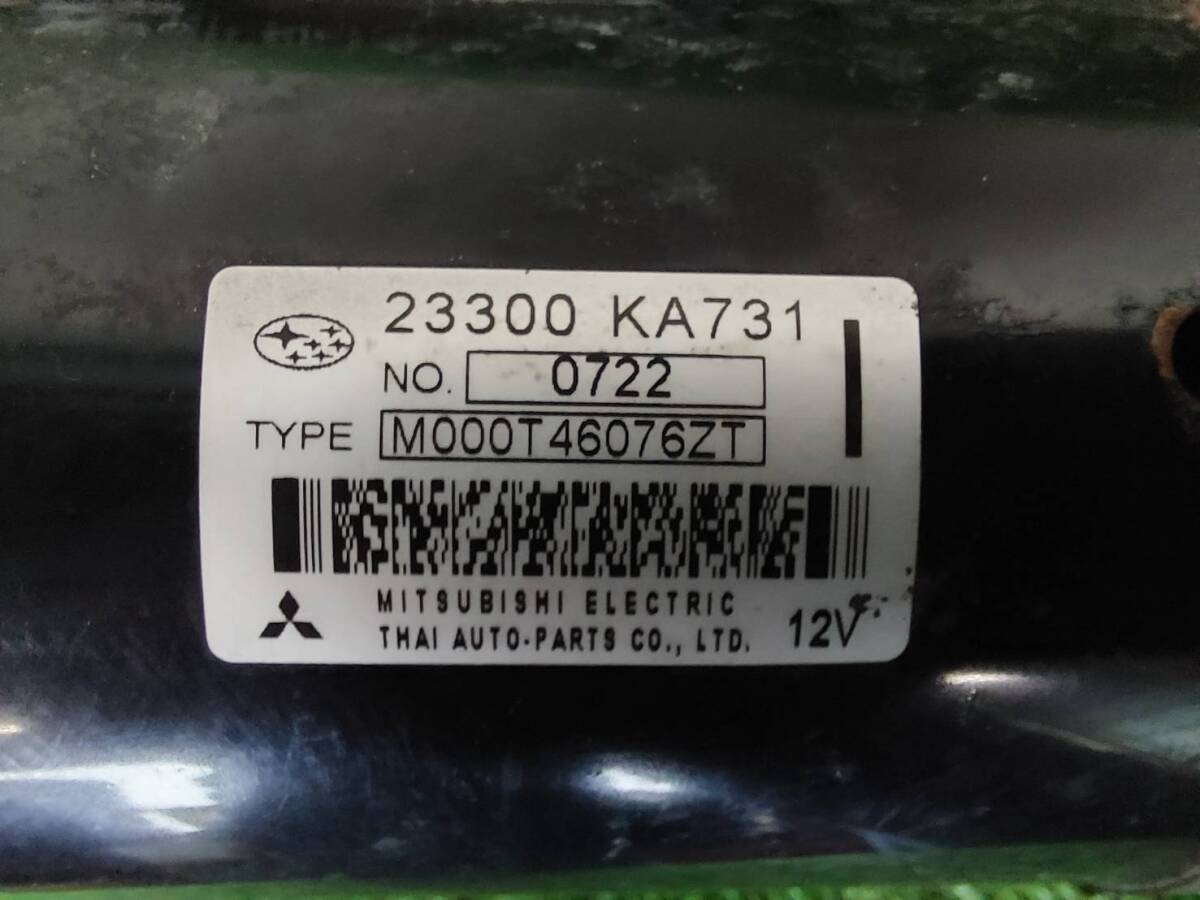 23300 KA731
NO. 0722
TYPE M000T46076ZT
MITSUBISHI ELECTRIC
THAI AUTO-PARTS CO., LTD. 12V